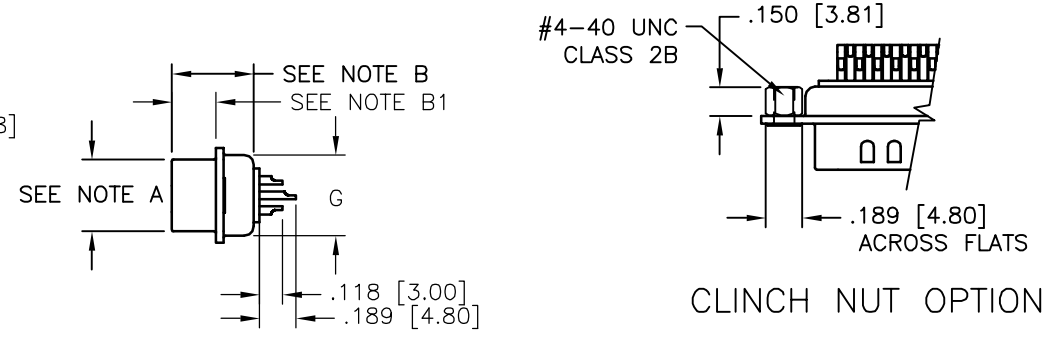 8]
SEE NOTE B
SEE NOTE B1
SEE NOTE A
G
.118 [3.00]
.189 [4.80]
#4-40 UNC
CLASS 2B
.150 [3.81]
.189 [4.80]
ACROSS FLATS
CLINCH NUT OPTION